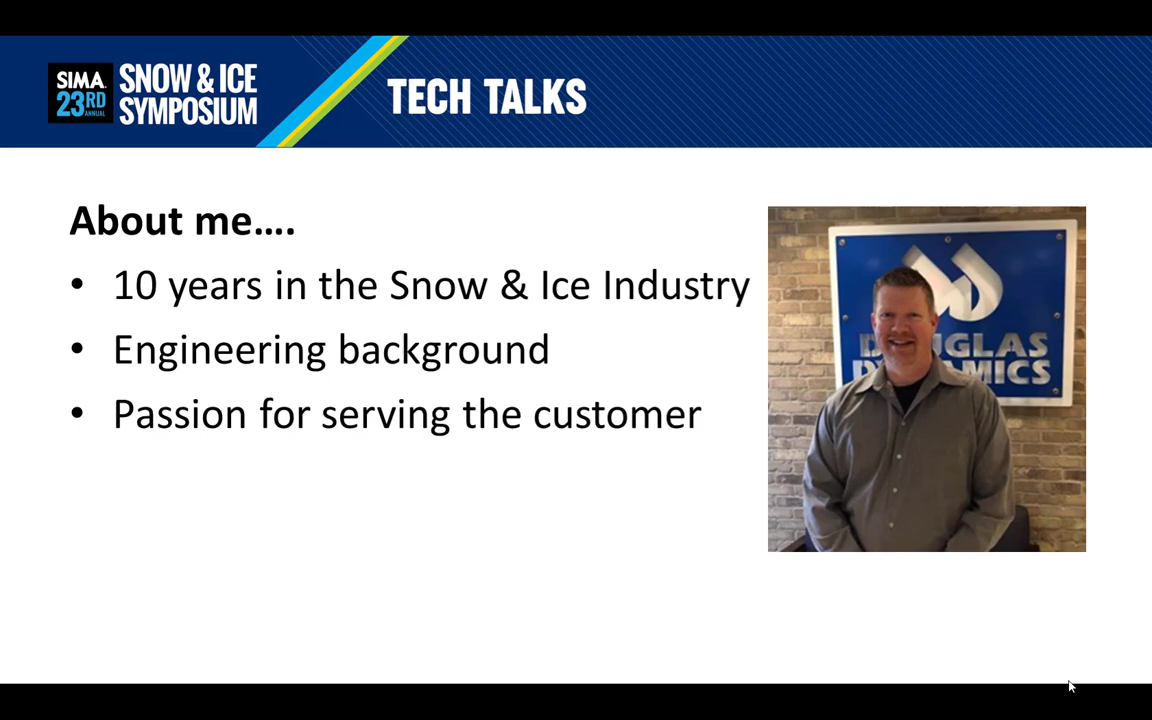 SIMA
23RD
ANNUAL
SNOW & ICE
SYMPOSIUM
TECH TALKS
About me....
• 10 years in the Snow & Ice Industry
• Engineering background
• Passion for serving the customer